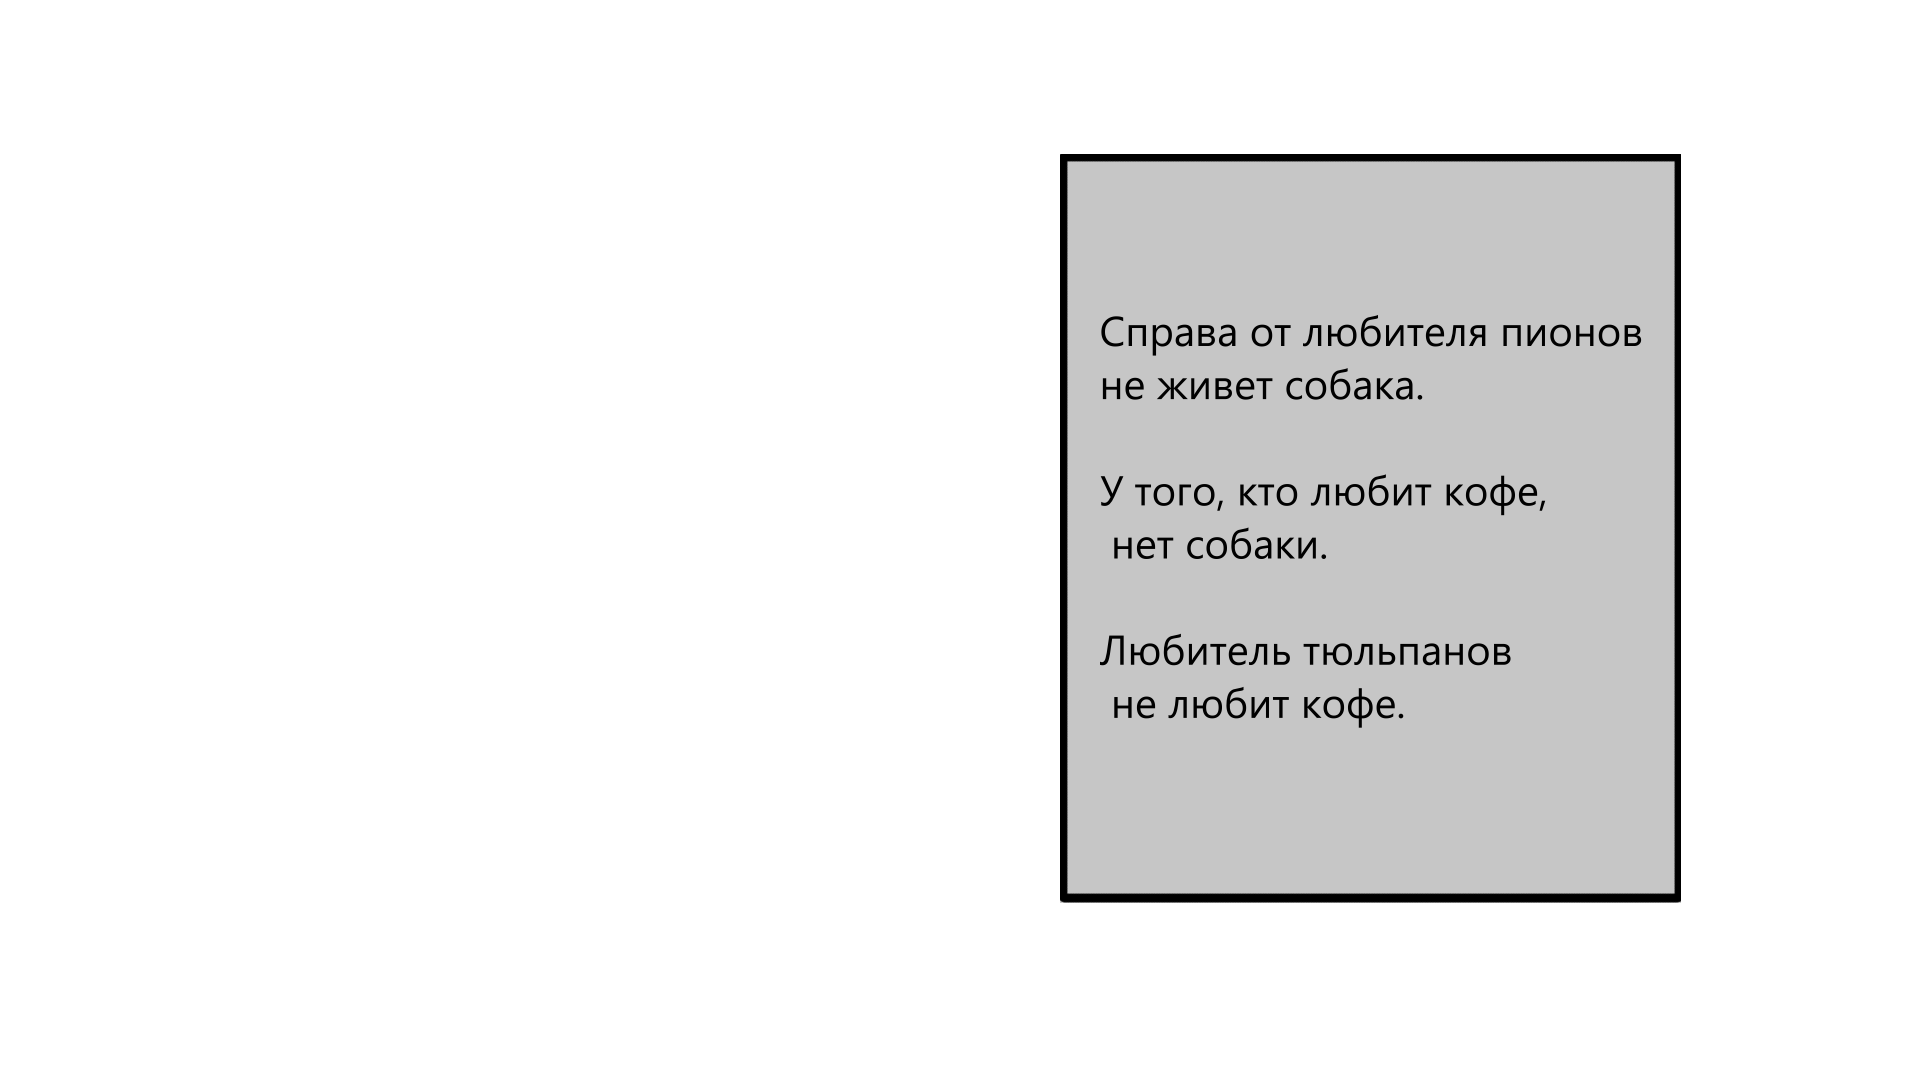 Справа от любителя пионов
не живет собака.
У того, кто любит кофе,
нет собаки.
Любитель тюльпанов
не любит кофе.